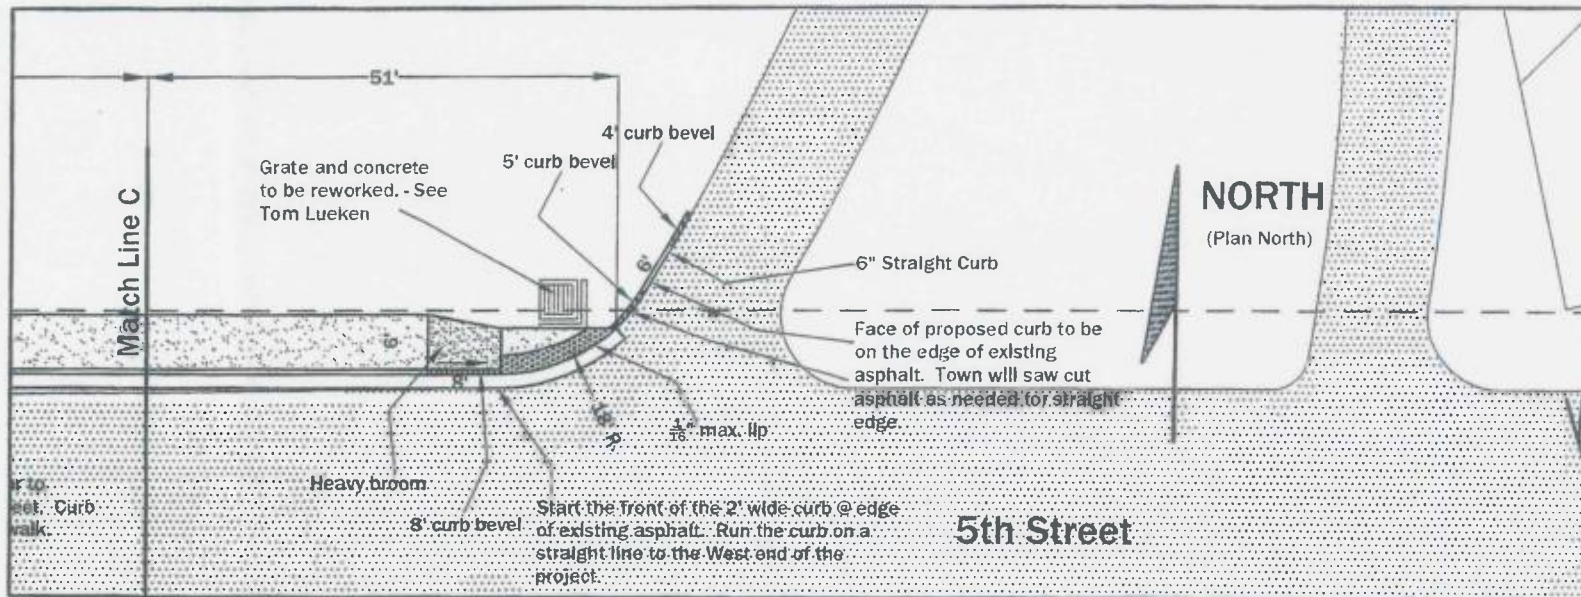 51'
4' curb bevel
5' curb bevel
Grate and concrete
to be reworked. - See
Tom Lueken
Match Line C
NORTH
(Plan North)
6'
6" Straight Curb
Face of proposed curb to be
on the edge of existing
asphalt. Town will saw cut
asphalt as needed for straight
edge.
6'
8'
18' R.
1/16" max. lip
Heavy broom
8' curb bevel
Start the front of the 2' wide curb @ edge
of existing asphalt. Run the curb on a
straight line to the West end of the
project.
5th Street
to
Curb